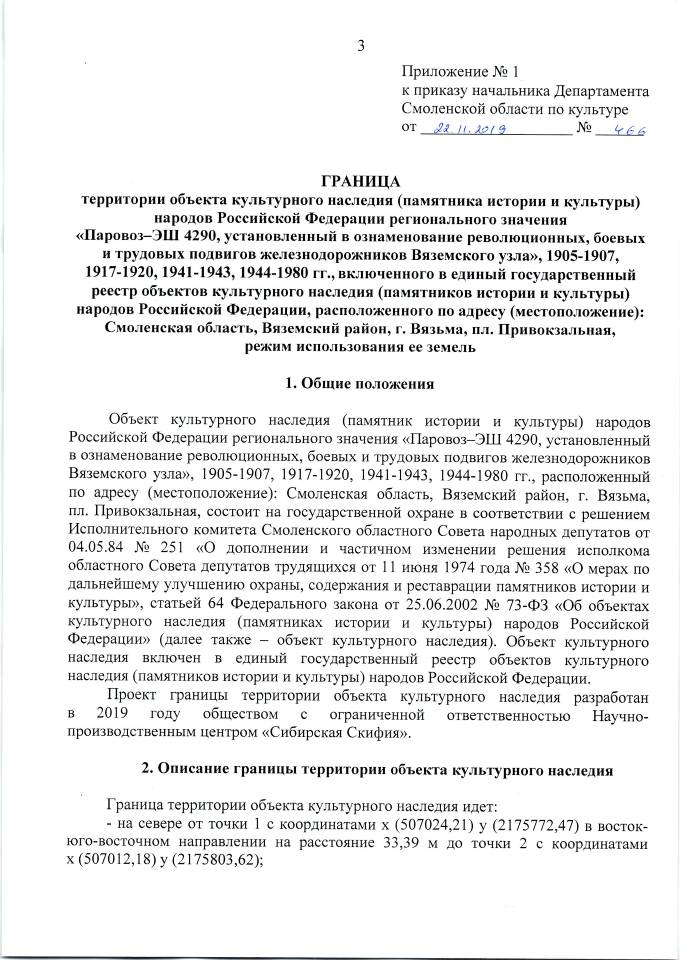 3
Приложение № 1
к приказу начальника Департамента
Смоленской области по культуре
от 22.11.2019 № 466
ГРАНИЦА
территории объекта культурного наследия (памятника истории и культуры)
народов Российской Федерации регионального значения
«Паровоз–ЭШ 4290, установленный в ознаменование революционных, боевых
и трудовых подвигов железнодорожников Вяземского узла», 1905-1907,
1917-1920, 1941-1943, 1944-1980 гг., включенного в единый государственный
реестр объектов культурного наследия (памятников истории и культуры)
народов Российской Федерации, расположенного по адресу (местоположение):
Смоленская область, Вяземский район, г. Вязьма, пл. Привокзальная,
режим использования ее земель
1. Общие положения
Объект культурного наследия (памятник истории и культуры) народов
Российской Федерации регионального значения «Паровоз–ЭШ 4290, установленный
в ознаменование революционных, боевых и трудовых подвигов железнодорожников
Вяземского узла», 1905-1907, 1917-1920, 1941-1943, 1944-1980 гг., расположенный
по адресу (местоположение): Смоленская область, Вяземский район, г. Вязьма,
пл. Привокзальная, состоит на государственной охране в соответствии с решением
Исполнительного комитета Смоленского областного Совета народных депутатов от
04.05.84 № 251 «О дополнении и частичном изменении решения исполкома
областного Совета депутатов трудящихся от 11 июня 1974 года № 358 «О мерах по
дальнейшему улучшению охраны, содержания и реставрации памятников истории и
культуры», статьей 64 Федерального закона от 25.06.2002 № 73-ФЗ «Об объектах
культурного наследия (памятниках истории и культуры) народов Российской
Федерации» (далее также – объект культурного наследия). Объект культурного
наследия включен в единый государственный реестр объектов культурного
наследия (памятников истории и культуры) народов Российской Федерации.
Проект границы территории объекта культурного наследия разработан
в 2019 году обществом с ограниченной ответственностью Научно-
производственным центром «Сибирская Скифия».
2. Описание границы территории объекта культурного наследия
Граница территории объекта культурного наследия идет:
- на севере от точки 1 с координатами х (507024,21) у (2175772,47) в восток-
юго-восточном направлении на расстояние 33,39 м до точки 2 с координатами
х (507012,18) у (2175803,62);